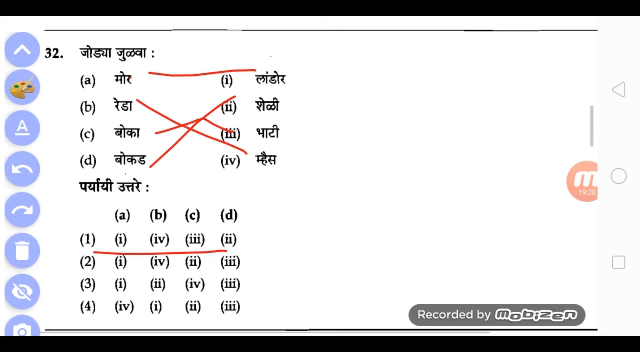 32. जोड्या जुळवा :
(a) मोर (i) लांडोर
(b) रेडा (ii) शेळी
(c) बोका (iii) भाटी
(d) बोकड (iv) म्हैस
पर्यायी उत्तरे :
(a) (b) (c) (d)
(1) (i) (iv) (iii) (ii)
(2) (i) (iv) (ii) (iii)
(3) (i) (ii) (iv) (iii)
(4) (iv) (i) (ii) (iii)
A
m
19:20
Recorded by mobizen